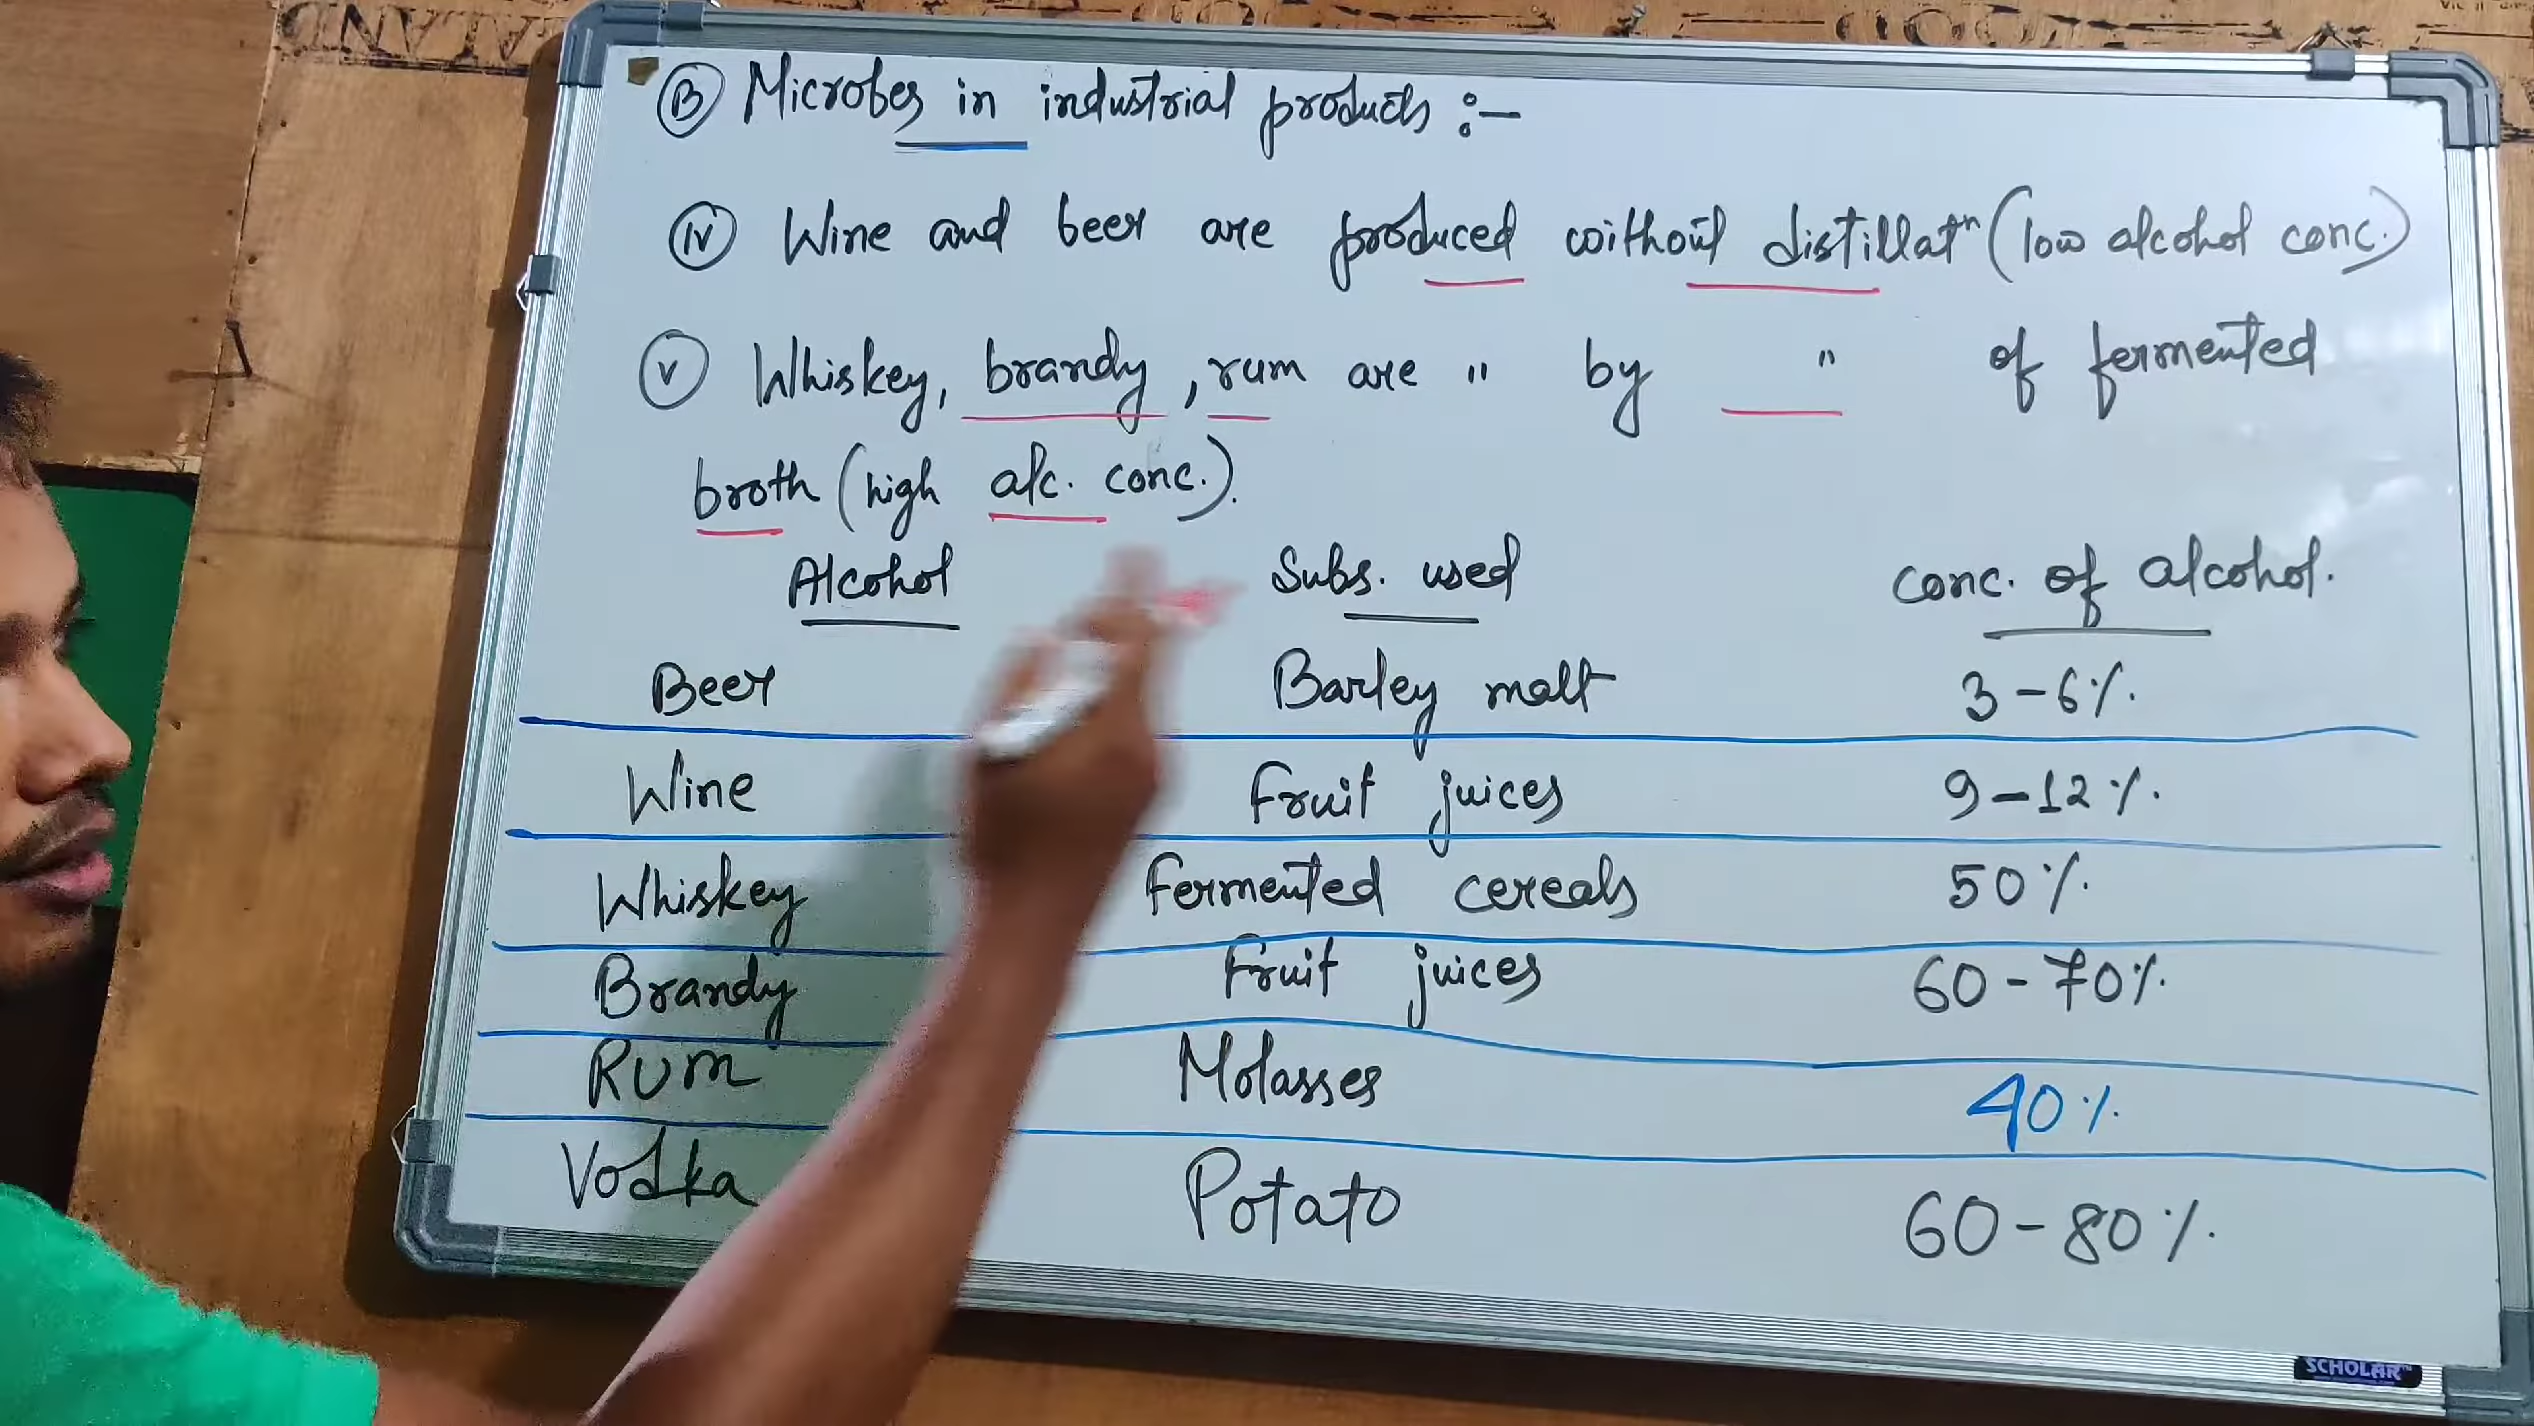 (B) Microbes in industrial products :-
(iv) Wine and beer are produced without distillatn (low alcohol conc.)
(v) Whiskey, brandy, rum are " by " of fermented
broth (high alc. conc.).
Alcohol Subs. used conc. of alcohol.
Beer Barley malt 3-6%.
Wine Fruit juices 9-12%.
Whiskey Fermented cereals 50%.
Brandy Fruit juices 60-70%.
Rum Molasses 40%.
Vodka Potato 60-80%.
SCHOLAR